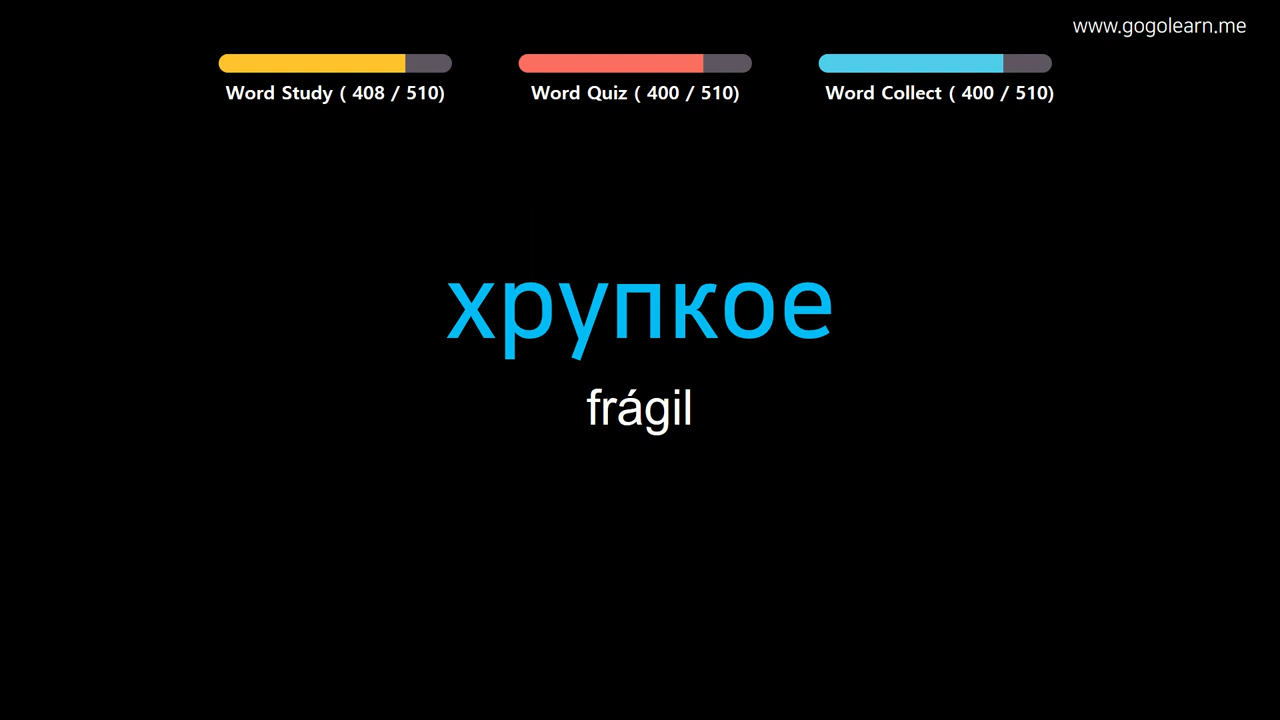 www.gogolearn.me
Word Study ( 408 / 510)
Word Quiz ( 400 / 510)
Word Collect ( 400 / 510)
хрупкое
frágil